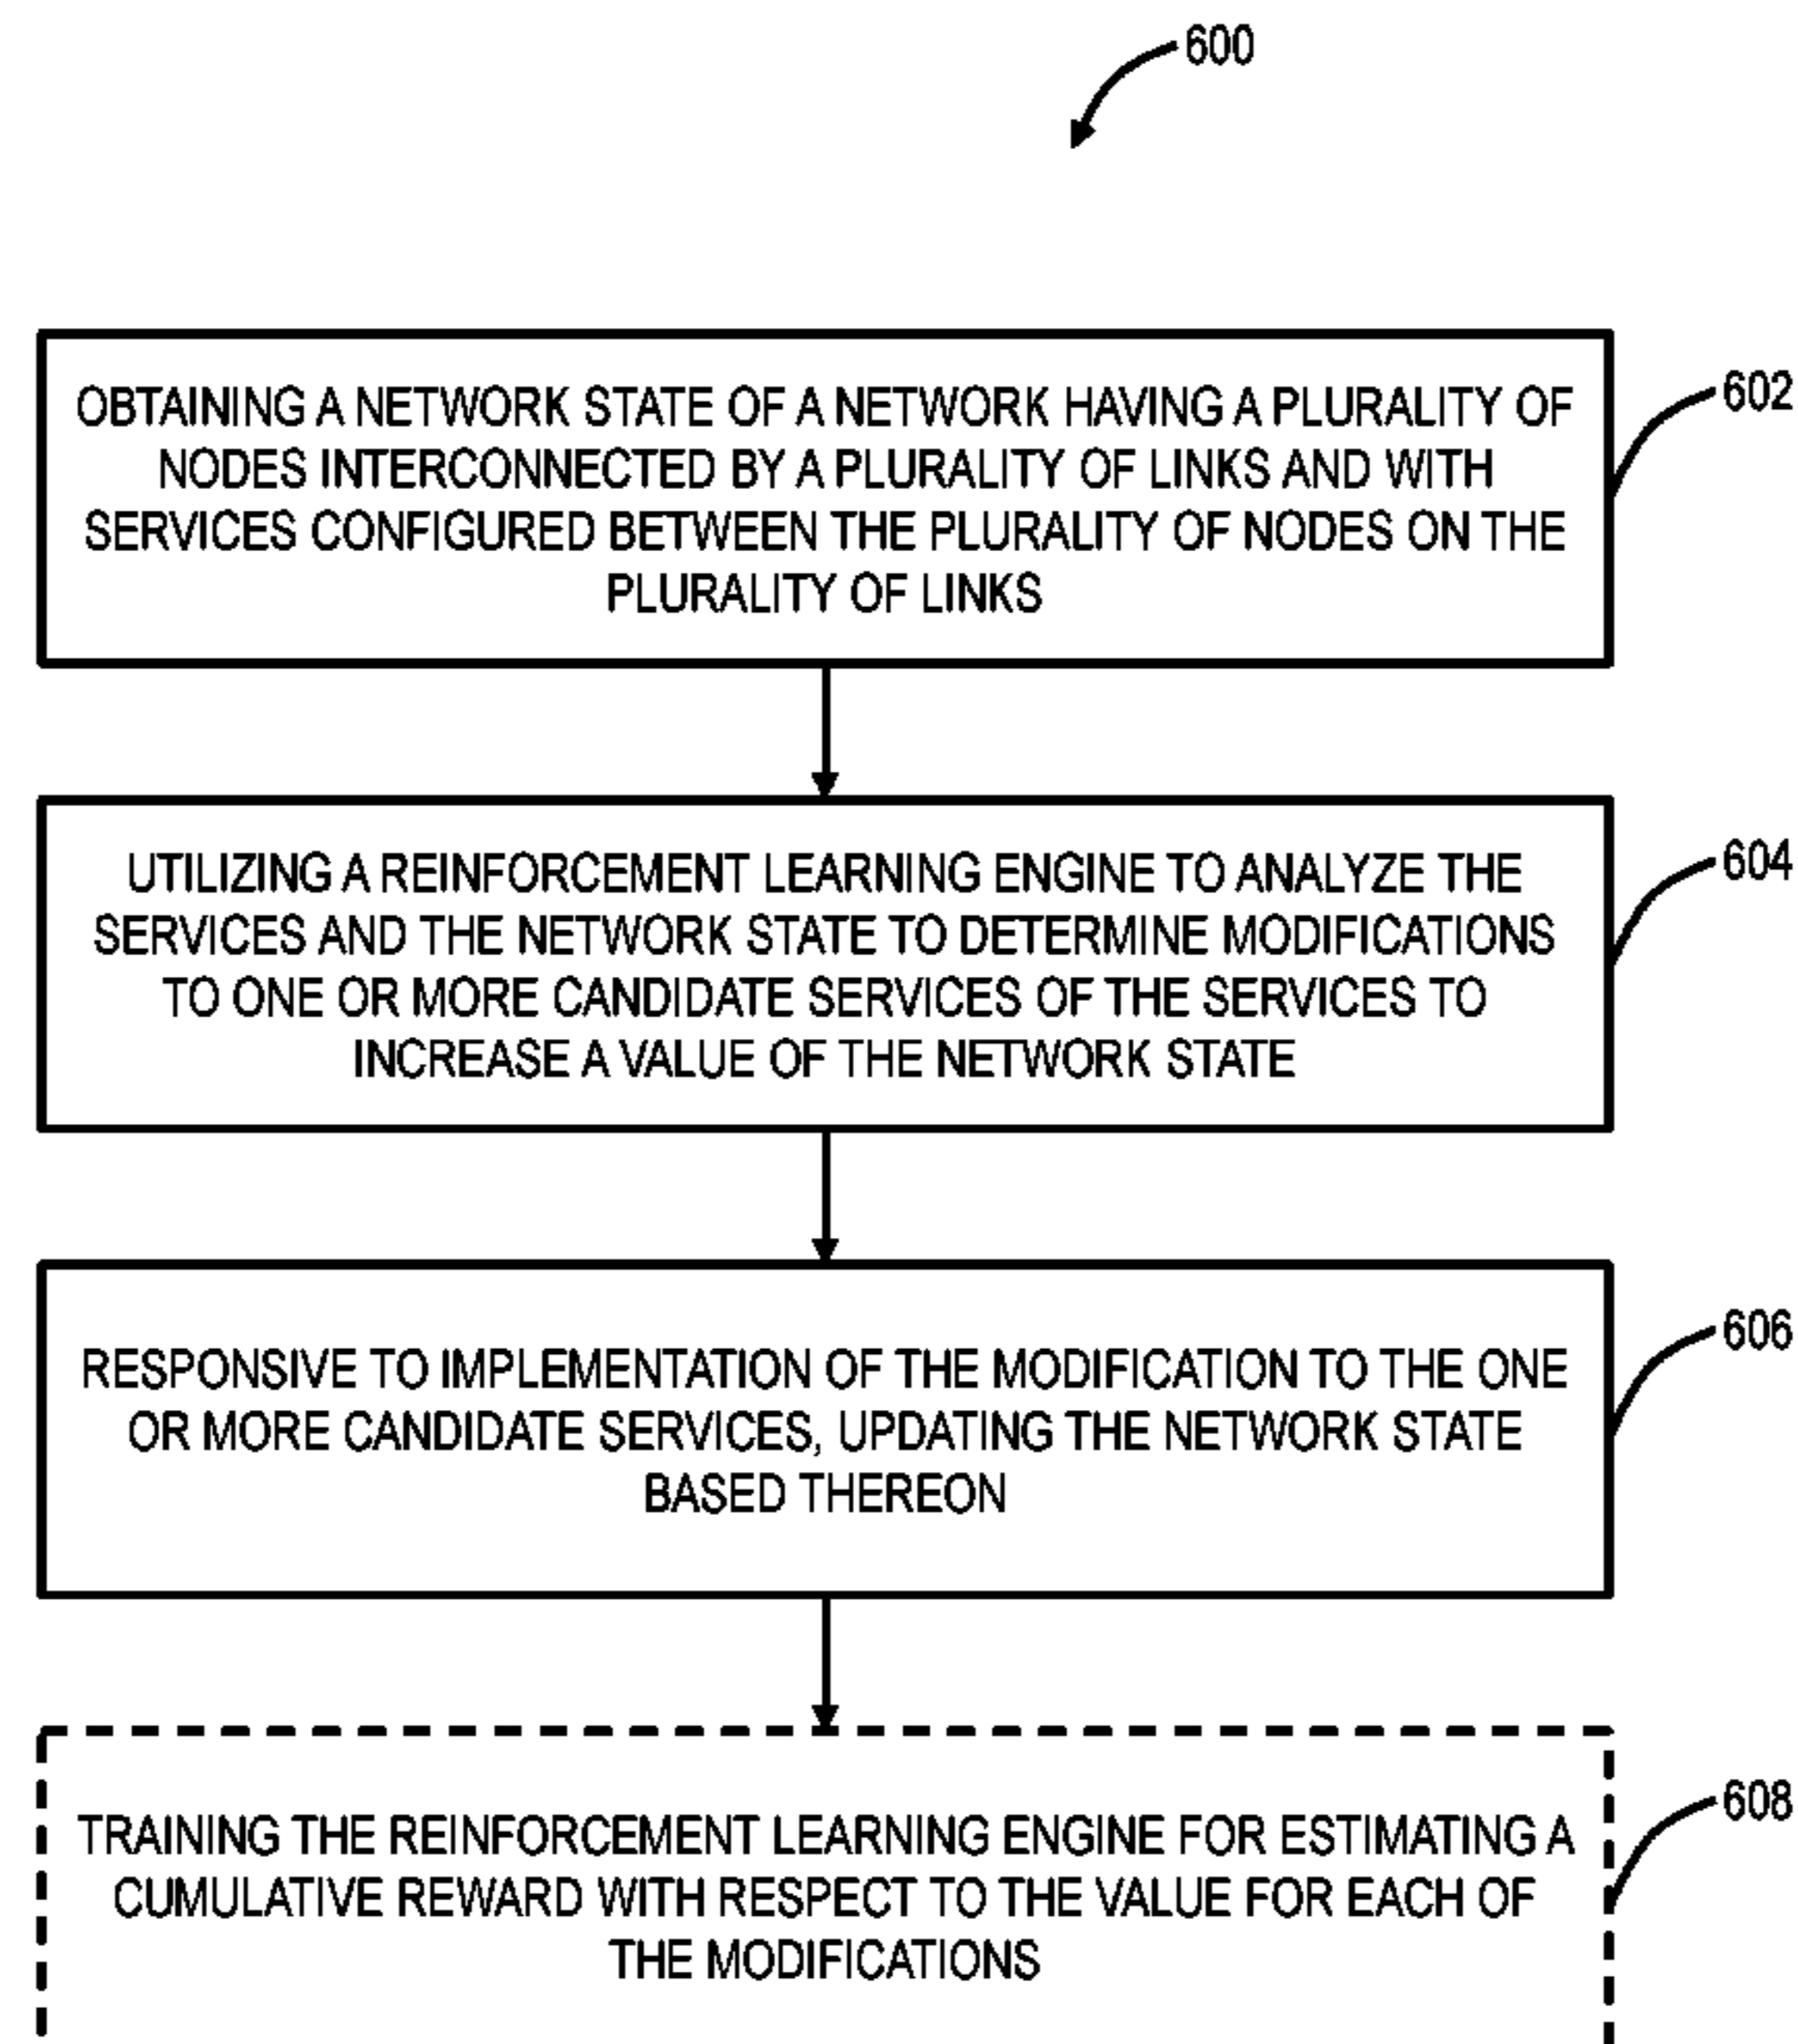 600
OBTAINING A NETWORK STATE OF A NETWORK HAVING A PLURALITY OF
NODES INTERCONNECTED BY A PLURALITY OF LINKS AND WITH
SERVICES CONFIGURED BETWEEN THE PLURALITY OF NODES ON THE
PLURALITY OF LINKS
602
UTILIZING A REINFORCEMENT LEARNING ENGINE TO ANALYZE THE
SERVICES AND THE NETWORK STATE TO DETERMINE MODIFICATIONS
TO ONE OR MORE CANDIDATE SERVICES OF THE SERVICES TO
INCREASE A VALUE OF THE NETWORK STATE
604
RESPONSIVE TO IMPLEMENTATION OF THE MODIFICATION TO THE ONE
OR MORE CANDIDATE SERVICES, UPDATING THE NETWORK STATE
BASED THEREON
606
TRAINING THE REINFORCEMENT LEARNING ENGINE FOR ESTIMATING A
CUMULATIVE REWARD WITH RESPECT TO THE VALUE FOR EACH OF
THE MODIFICATIONS
608